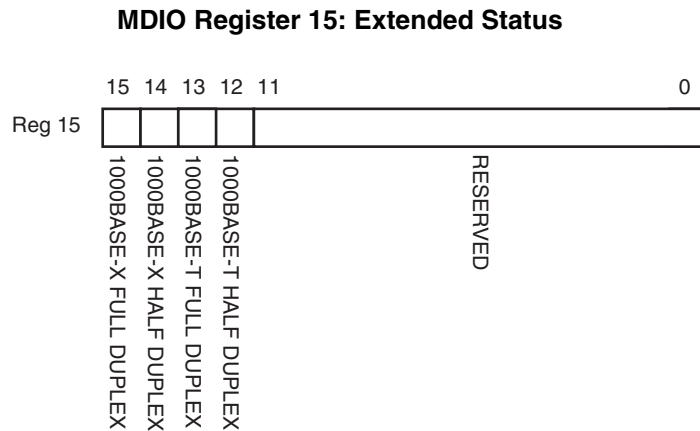 MDIO Register 15: Extended Status
15 14 13 12 11 0
Reg 15
1000BASE-X FULL DUPLEX
1000BASE-X HALF DUPLEX
1000BASE-T FULL DUPLEX
1000BASE-T HALF DUPLEX
RESERVED